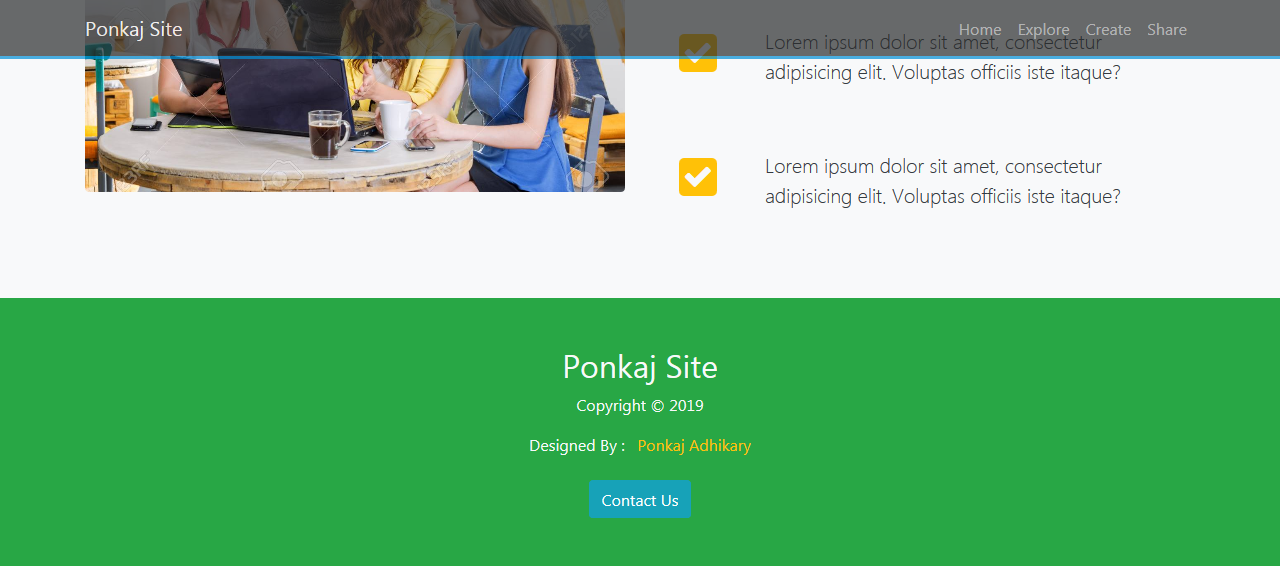 Ponkaj Site
Home Explore Create Share
Lorem ipsum dolor sit amet, consectetur
adipisicing elit. Voluptas officiis iste itaque?
Lorem ipsum dolor sit amet, consectetur
adipisicing elit. Voluptas officiis iste itaque?
Ponkaj Site
Copyright © 2019
Designed By : Ponkaj Adhikary
Contact Us